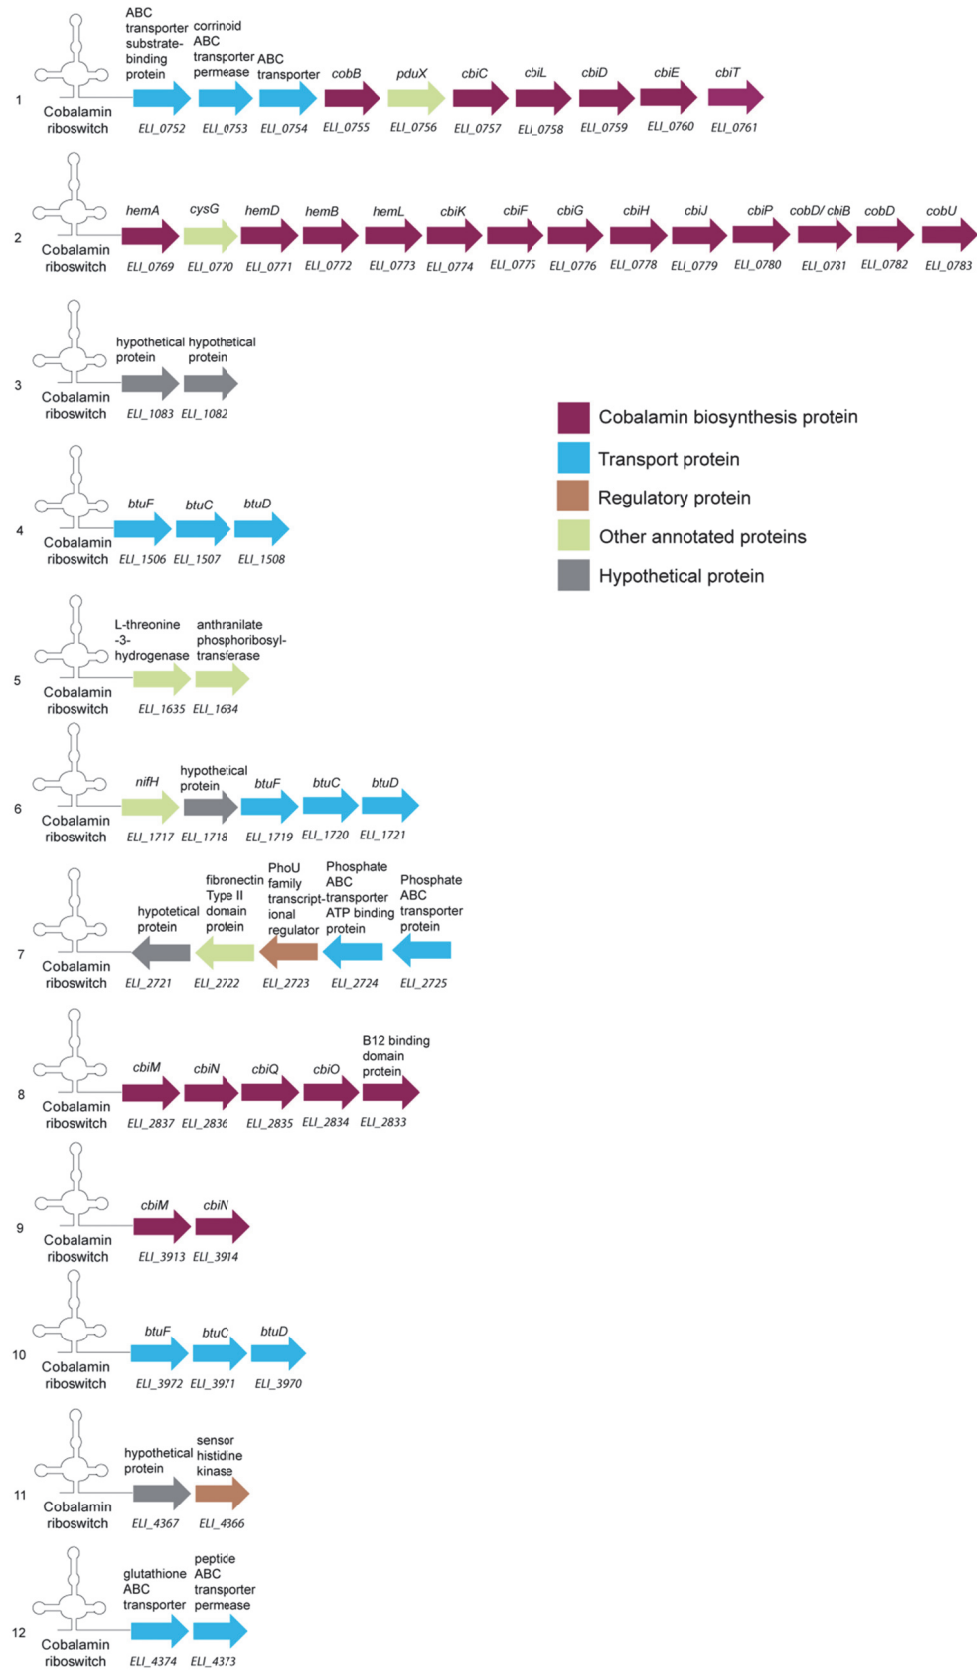 ABC
transporter
substrate-
binding
protein
corrinoid
ABC
transporter
permease
ABC
transporter
cobB
pduX
cbiC
cbiL
cbiD
cbiE
cbiT
1
Cobalamin
riboswitch
ELI_0752 ELI_0753 ELI_0754 ELI_0755 ELI_0756 ELI_0757 ELI_0758 ELI_0759 ELI_0760 ELI_0761
hemA cysG hemD hemB hemL cbiK cbiF cbiG cbiH cbiJ cbiP cobD/ cbiB cobD cobU
2
Cobalamin
riboswitch
ELI_0769 ELI_0770 ELI_0771 ELI_0772 ELI_0773 ELI_0774 ELI_0775 ELI_0776 ELI_0778 ELI_0779 ELI_0780 ELI_0781 ELI_0782 ELI_0783
hypothetical
protein
hypothetical
protein
3
Cobalamin
riboswitch
ELI_1083 ELI_1082
Cobalamin biosynthesis protein
Transport protein
Regulatory protein
Other annotated proteins
Hypothetical protein
btuF btuC btuD
4
Cobalamin
riboswitch
ELI_1506 ELI_1507 ELI_1508
L-threonine
-3-
hydrogenase
anthranilate
phosphoribosyl-
transferase
5
Cobalamin
riboswitch
ELI_1635 ELI_1634
nifH
hypothetical
protein
btuF btuC btuD
6
Cobalamin
riboswitch
ELI_1717 ELI_1718 ELI_1719 ELI_1720 ELI_1721
hypotetical
protein
fibronectin
Type II
domain
protein
PhoU
family
transcript-
ional
regulator
Phosphate
ABC
transporter
ATP binding
protein
Phosphate
ABC
transporter
protein
7
Cobalamin
riboswitch
ELI_2721 ELI_2722 ELI_2723 ELI_2724 ELI_2725
cbiM cbiN cbiQ cbiO
B12 binding
domain
protein
8
Cobalamin
riboswitch
ELI_2837 ELI_2836 ELI_2835 ELI_2834 ELI_2833
cbiM cbiN
9
Cobalamin
riboswitch
ELI_3913 ELI_3914
btuF btuC btuD
10
Cobalamin
riboswitch
ELI_3972 ELI_3971 ELI_3970
hypothetical
protein
sensor
histidine
kinase
11
Cobalamin
riboswitch
ELI_4367 ELI_4366
glutathione
ABC
transporter
peptide
ABC
transporter
permease
12
Cobalamin
riboswitch
ELI_4374 ELI_4373